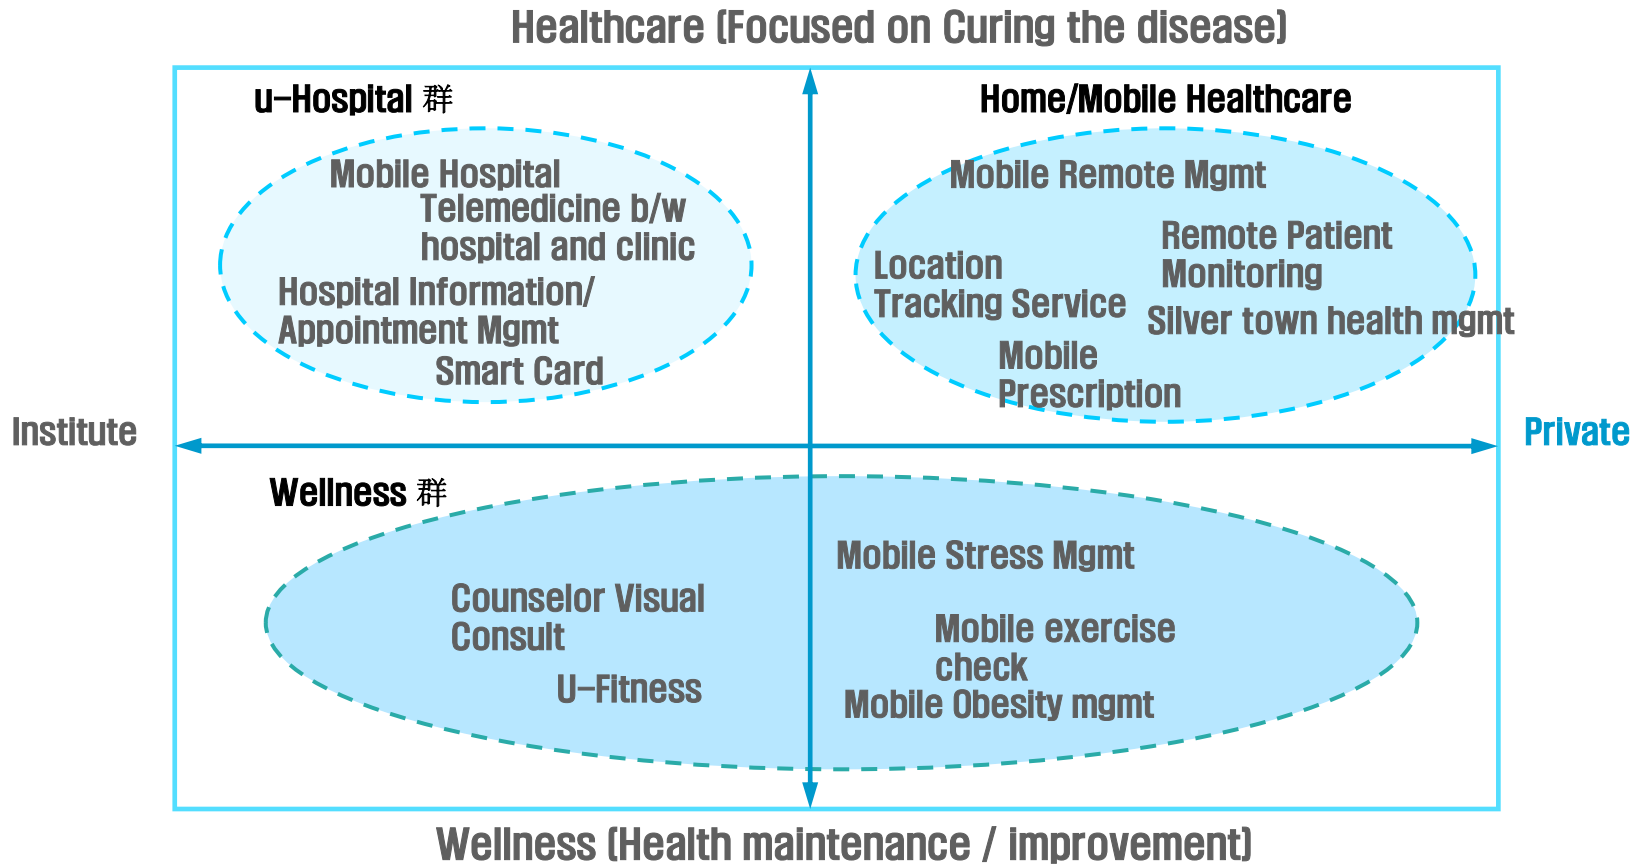 Healthcare (Focused on Curing the disease)
u-Hospital 群
Mobile Hospital
Telemedicine b/w
hospital and clinic
Hospital Information/
Appointment Mgmt
Smart Card
Home/Mobile Healthcare
Mobile Remote Mgmt
Remote Patient
Monitoring
Location
Tracking Service
Silver town health mgmt
Mobile
Prescription
Institute
Private
Wellness 群
Counselor Visual
Consult
U-Fitness
Mobile Stress Mgmt
Mobile exercise
check
Mobile Obesity mgmt
Wellness (Health maintenance / improvement)